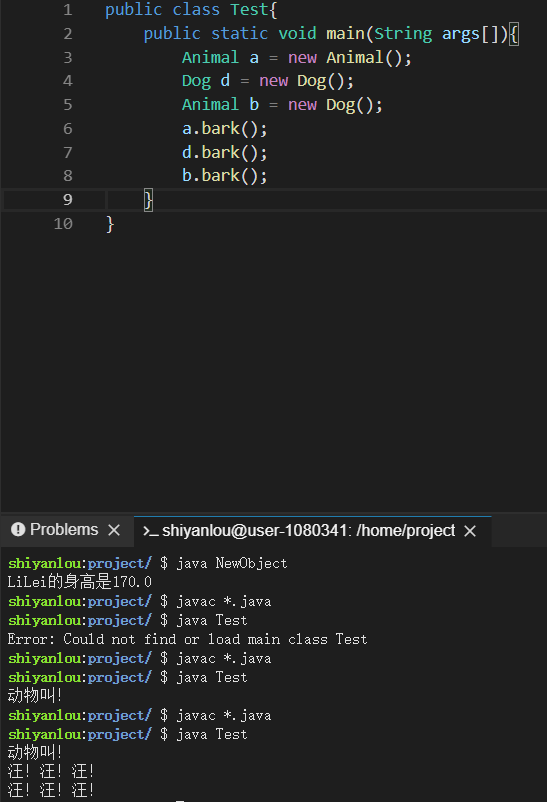 1 public class Test{
2 public static void main(String args[]){
3 Animal a = new Animal();
4 Dog d = new Dog();
5 Animal b = new Dog();
6 a.bark();
7 d.bark();
8 b.bark();
9 }
10 }
Problems × >_ shiyanlou@user-1080341: /home/project ×
shiyanlou:project/ $ java NewObject
LiLei的身高是170.0
shiyanlou:project/ $ javac *.java
shiyanlou:project/ $ java Test
Error: Could not find or load main class Test
shiyanlou:project/ $ javac *.java
shiyanlou:project/ $ java Test
动物叫!
shiyanlou:project/ $ javac *.java
shiyanlou:project/ $ java Test
动物叫!
汪! 汪! 汪!
汪! 汪! 汪!